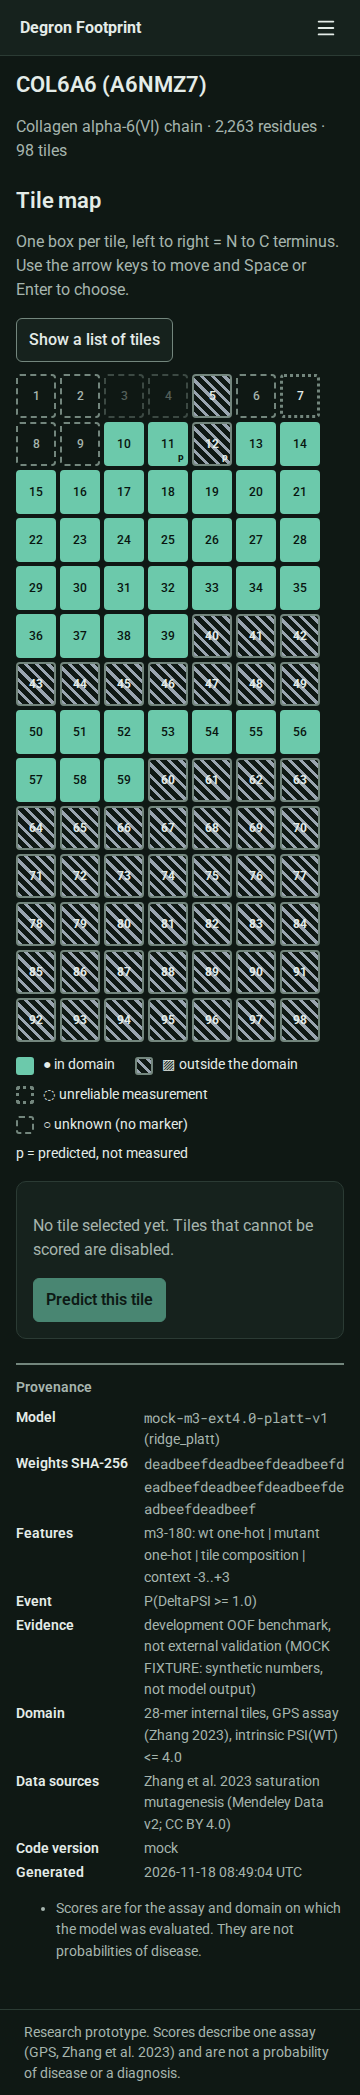 Degron Footprint
COL6A6 (A6NMZ7)
Collagen alpha-6(VI) chain · 2,263 residues ·
98 tiles
Tile map
One box per tile, left to right = N to C terminus.
Use the arrow keys to move and Space or
Enter to choose.
Show a list of tiles
1 2 3 4 5 6 7
8 9 10 11 p 12 p 13 14
15 16 17 18 19 20 21
22 23 24 25 26 27 28
29 30 31 32 33 34 35
36 37 38 39 40 41 42
43 44 45 46 47 48 49
50 51 52 53 54 55 56
57 58 59 60 61 62 63
64 65 66 67 68 69 70
71 72 73 74 75 76 77
78 79 80 81 82 83 84
85 86 87 88 89 90 91
92 93 94 95 96 97 98
● in domain ▨ outside the domain
◌ unreliable measurement
○ unknown (no marker)
p = predicted, not measured
No tile selected yet. Tiles that cannot be
scored are disabled.
Predict this tile
Provenance
Model mock-m3-ext4.0-platt-v1
(ridge_platt)
Weights SHA-256 deadbeefdeadbeefdeadbeefd
eadbeefdeadbeefdeadbeefde
adbeefdeadbeef
Features m3-180: wt one-hot | mutant
one-hot | tile composition |
context -3..+3
Event P(DeltaPSI >= 1.0)
Evidence development OOF benchmark,
not external validation (MOCK
FIXTURE: synthetic numbers,
not model output)
Domain 28-mer internal tiles, GPS assay
(Zhang 2023), intrinsic PSI(WT)
<= 4.0
Data sources Zhang et al. 2023 saturation
mutagenesis (Mendeley Data
v2; CC BY 4.0)
Code version mock
Generated 2026-11-18 08:49:04 UTC
• Scores are for the assay and domain on which
the model was evaluated. They are not
probabilities of disease.
Research prototype. Scores describe one assay
(GPS, Zhang et al. 2023) and are not a probability
of disease or a diagnosis.